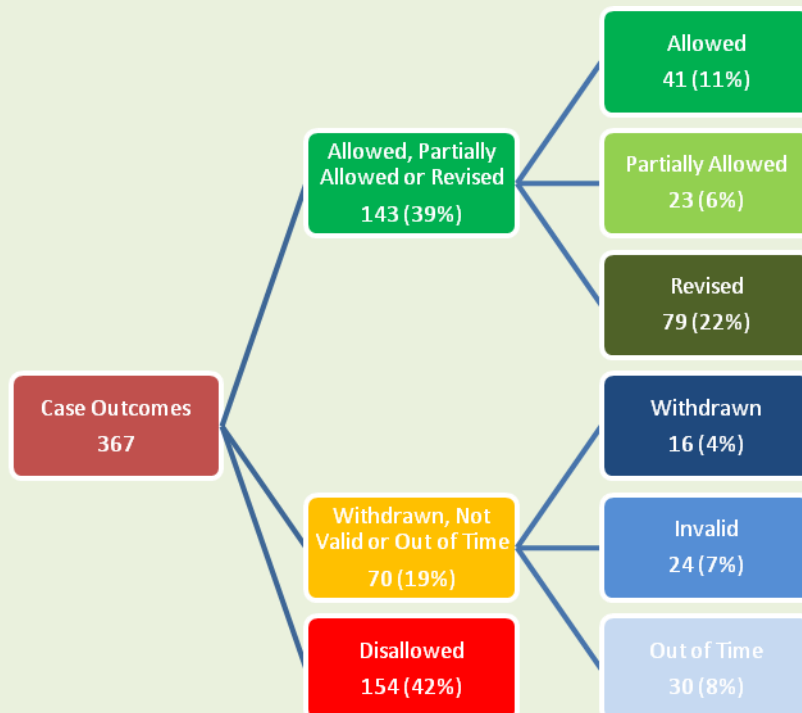 Case Outcomes
367
Allowed, Partially
Allowed or Revised
143 (39%)
Allowed
41 (11%)
Partially Allowed
23 (6%)
Revised
79 (22%)
Withdrawn, Not
Valid or Out of Time
70 (19%)
Withdrawn
16 (4%)
Invalid
24 (7%)
Out of Time
30 (8%)
Disallowed
154 (42%)